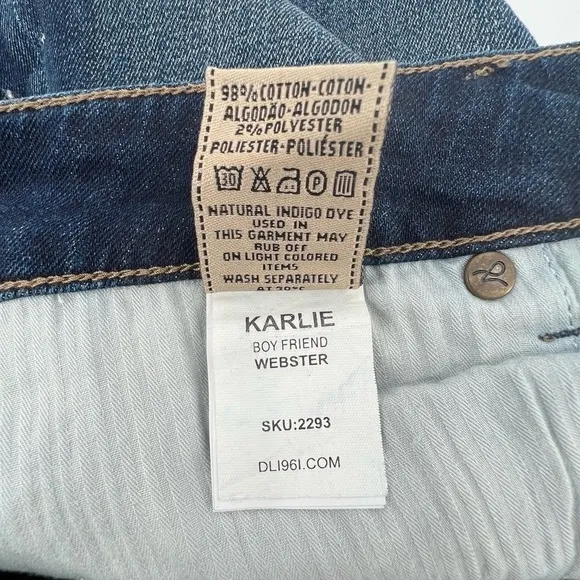 98% COTTON-COTON-
ALGODÃO-ALGODON
2% POLYESTER
POLIESTER-POLIÉSTER
30 P
NATURAL INDIGO DYE
USED IN
THIS GARMENT MAY
RUB OFF
ON LIGHT COLORED
ITEMS
WASH SEPARATELY
KARLIE
BOY FRIEND
WEBSTER
SKU:2293
DL1961.COM